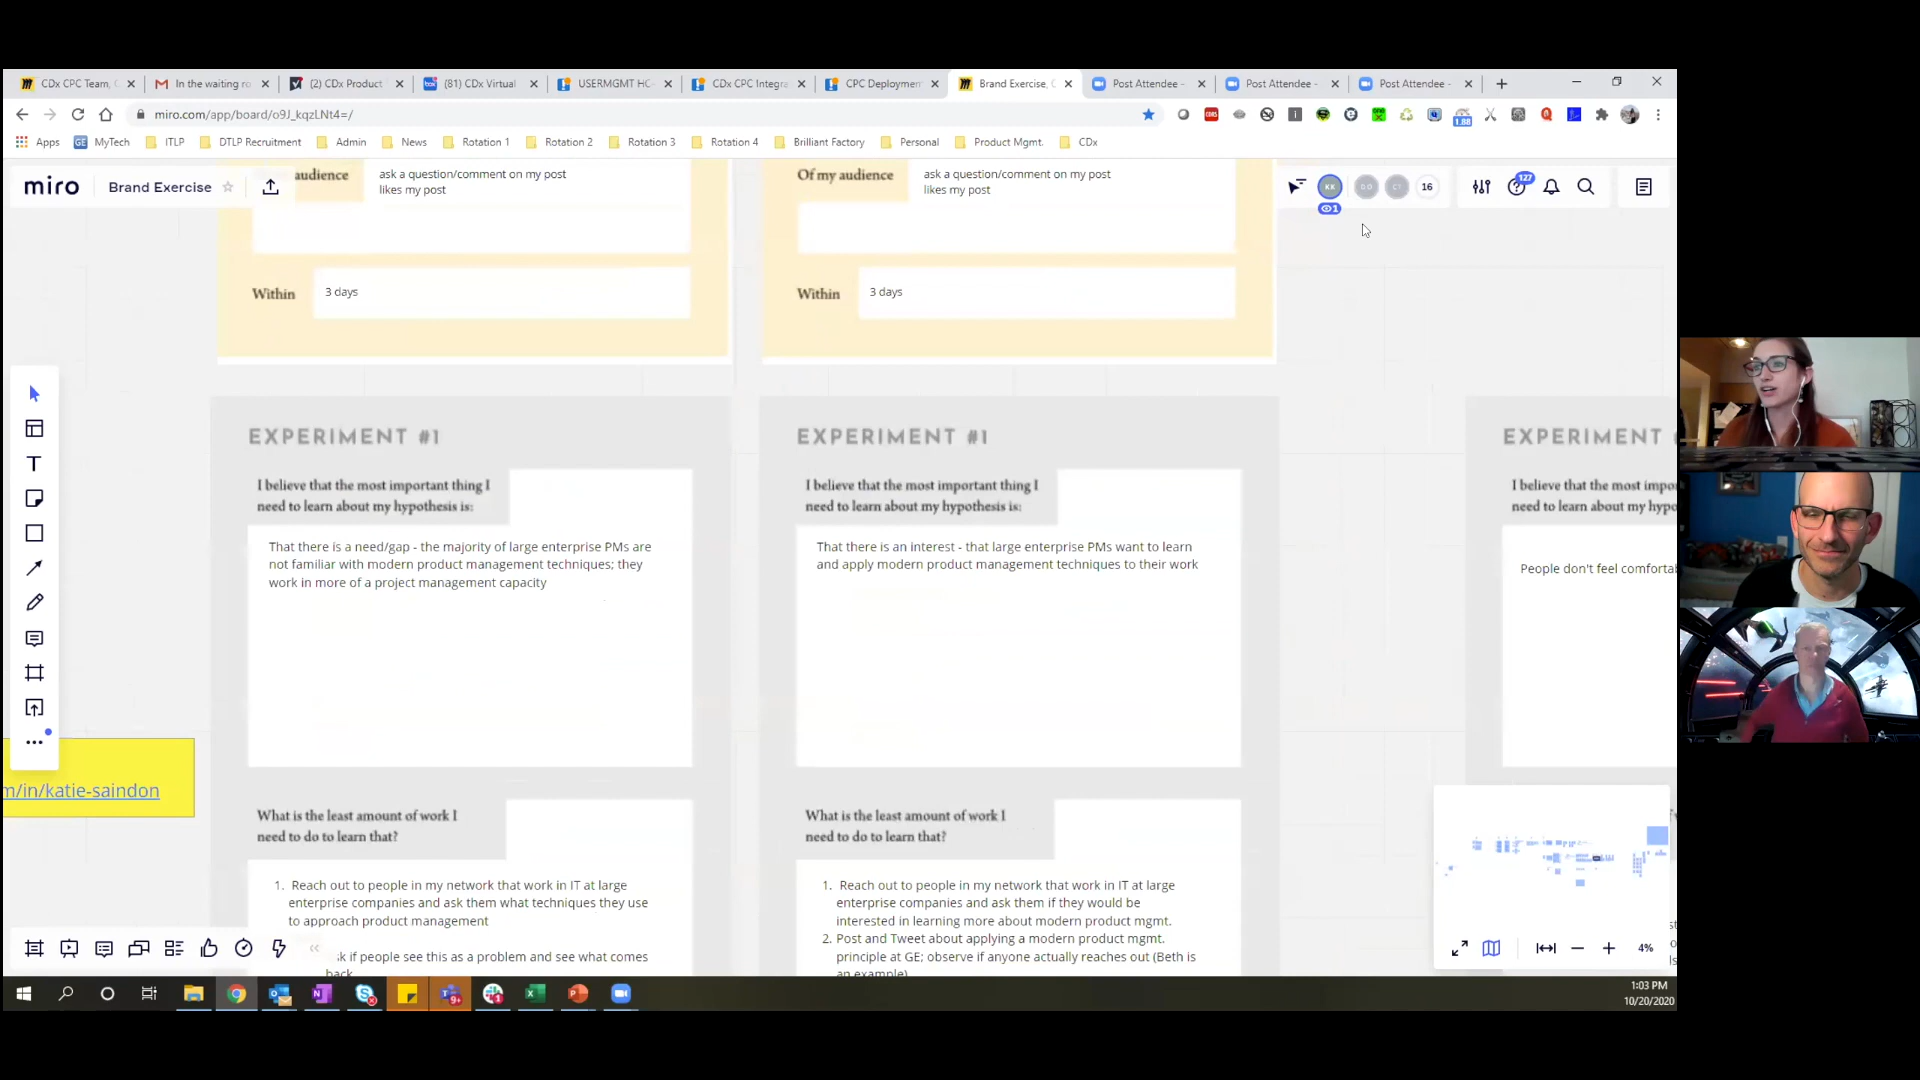 CDx CPC Team, C
In the waiting ro
(2) CDx Product
(81) CDx Virtual
USERMGMT HC-
CDx CPC Integra
CPC Deploymen
Brand Exercise, O
Post Attendee -
Post Attendee -
Post Attendee -
miro.com/app/board/o9J_kqzLNt4=/
Apps
MyTech
ITLP
DTLP Recruitment
Admin
News
Rotation 1
Rotation 2
Rotation 3
Rotation 4
Brilliant Factory
Personal
Product Mgmt.
CDx
miro
Brand Exercise
127
16
1
audience
ask a question/comment on my post
likes my post
Within
3 days
Of my audience
ask a question/comment on my post
likes my post
Within
3 days
EXPERIMENT #1
I believe that the most important thing I
need to learn about my hypothesis is:
That there is a need/gap - the majority of large enterprise PMs are
not familiar with modern product management techniques; they
work in more of a project management capacity
What is the least amount of work I
need to do to learn that?
1. Reach out to people in my network that work in IT at large
enterprise companies and ask them what techniques they use
to approach product management
sk if people see this as a problem and see what comes
back
EXPERIMENT #1
I believe that the most important thing I
need to learn about my hypothesis is:
That there is an interest - that large enterprise PMs want to learn
and apply modern product management techniques to their work
What is the least amount of work I
need to do to learn that?
1. Reach out to people in my network that work in IT at large
enterprise companies and ask them if they would be
interested in learning more about modern product mgmt.
2. Post and Tweet about applying a modern product mgmt.
principle at GE; observe if anyone actually reaches out (Beth is
an example)
EXPERIMENT
I believe that the most impo
need to learn about my hypo
People don't feel comforta
m/in/katie-saindon
4%
1:03 PM
10/20/2020